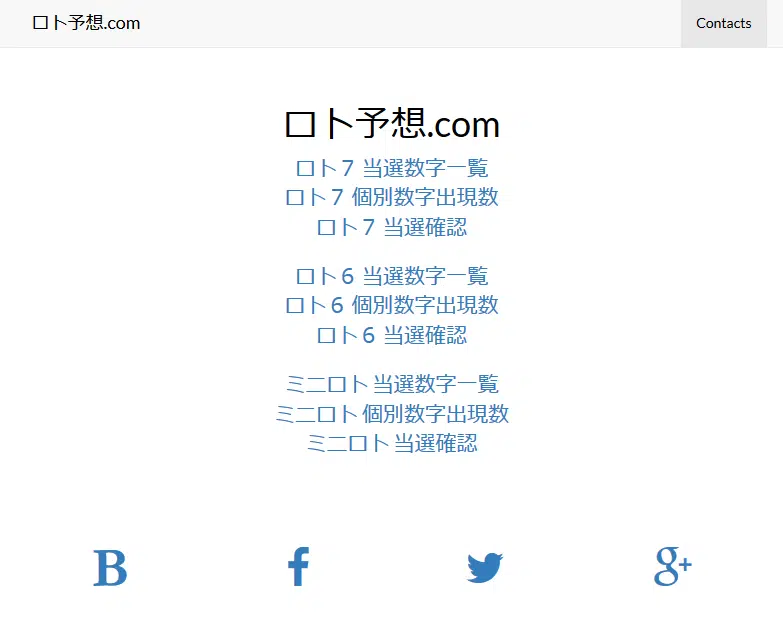 ロト予想.com
Contacts
ロト予想.com
ロト7 当選数字一覧
ロト7 個別数字出現数
ロト7 当選確認
ロト6 当選数字一覧
ロト6 個別数字出現数
ロト6 当選確認
ミニロト 当選数字一覧
ミニロト 個別数字出現数
ミニロト 当選確認
B f g+